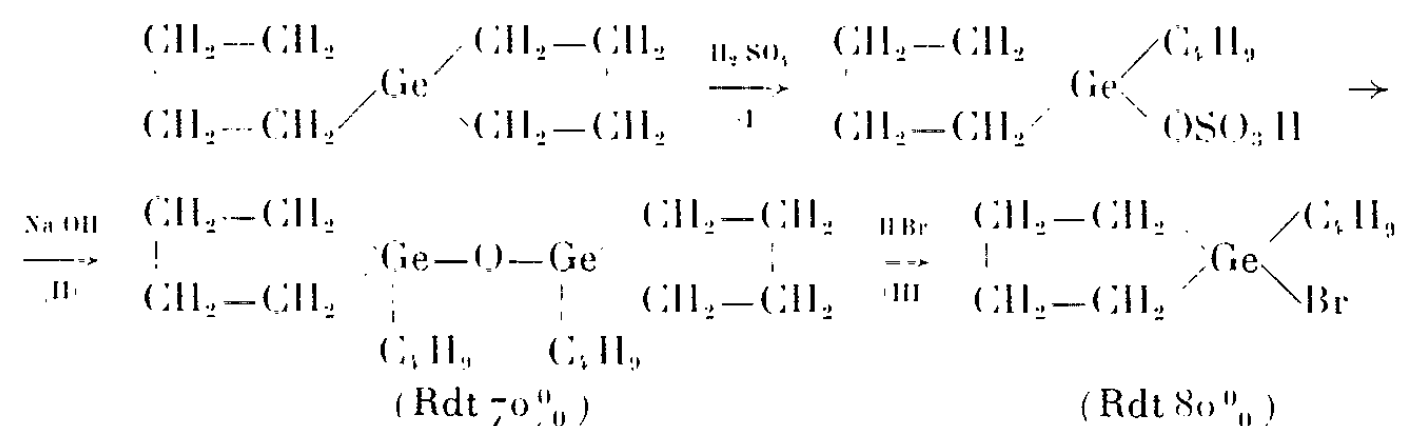 CH₂—CH₂ CH₂—CH₂ H₂SO₄ CH₂—CH₂ C₄H₉
Ge Ge →
CH₂—CH₂ CH₂—CH₂ CH₂—CH₂ OSO₃H
NaOH CH₂—CH₂ CH₂—CH₂ HBr CH₂—CH₂ C₄H₉
Ge—O—Ge Ge
CH₂—CH₂ CH₂—CH₂ CH₂—CH₂ Br
C₄H₉ C₄H₉
(Rdt 70%) (Rdt 80%)